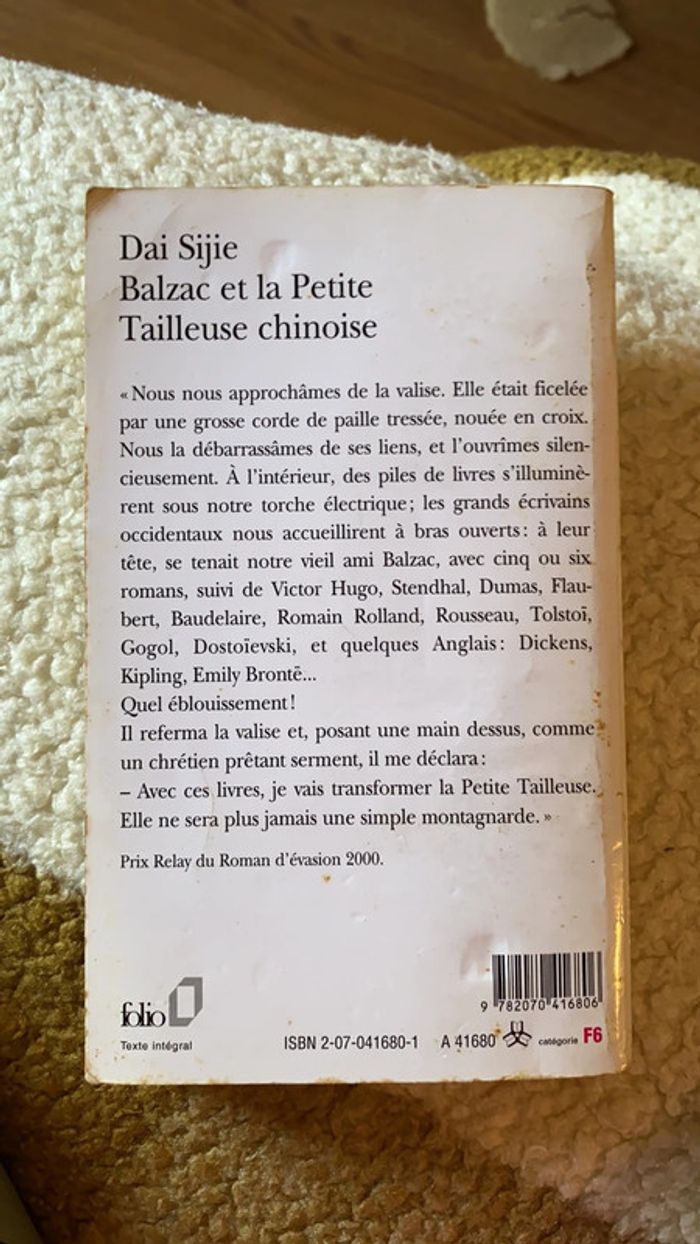 Dai Sijie
Balzac et la Petite
Tailleuse chinoise
« Nous nous approchâmes de la valise. Elle était ficelée
par une grosse corde de paille tressée, nouée en croix.
Nous la débarrassâmes de ses liens, et l'ouvrîmes silen-
cieusement. À l'intérieur, des piles de livres s'illuminè-
rent sous notre torche électrique ; les grands écrivains
occidentaux nous accueillirent à bras ouverts : à leur
tête, se tenait notre vieil ami Balzac, avec cinq ou six
romans, suivi de Victor Hugo, Stendhal, Dumas, Flau-
bert, Baudelaire, Romain Rolland, Rousseau, Tolstoï,
Gogol, Dostoïevski, et quelques Anglais : Dickens,
Kipling, Emily Brontë...
Quel éblouissement !
Il referma la valise et, posant une main dessus, comme
un chrétien prêtant serment, il me déclara :
– Avec ces livres, je vais transformer la Petite Tailleuse.
Elle ne sera plus jamais une simple montagnarde. »
Prix Relay du Roman d'évasion 2000.
9 782070 416806
folio
Texte intégral
ISBN 2-07-041680-1 A 41680 catégorie F6